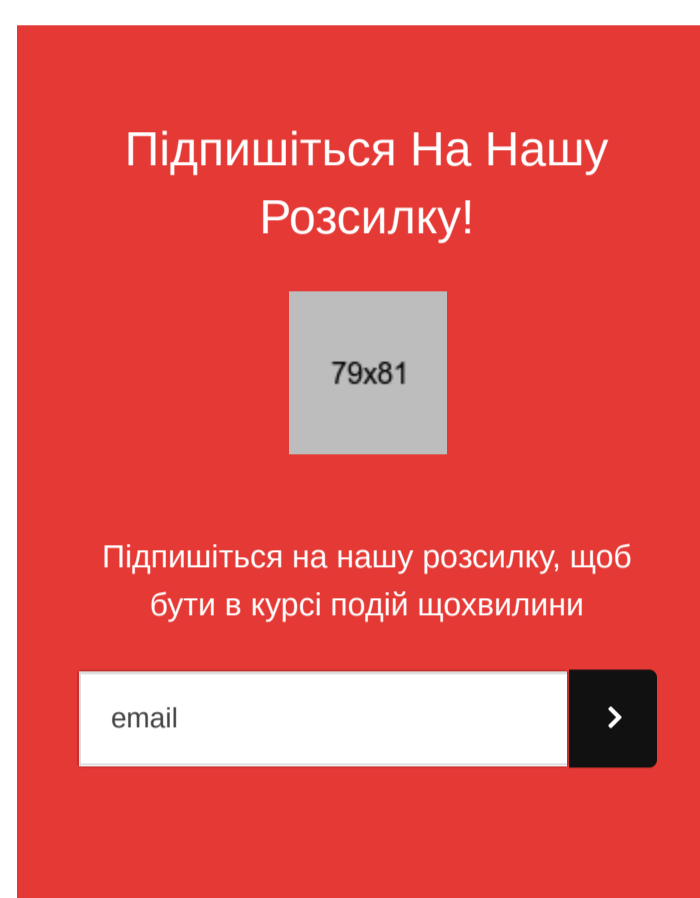 Підпишіться На Нашу
Розсилку!
79x81
Підпишіться на нашу розсилку, щоб
бути в курсі подій щохвилини
email